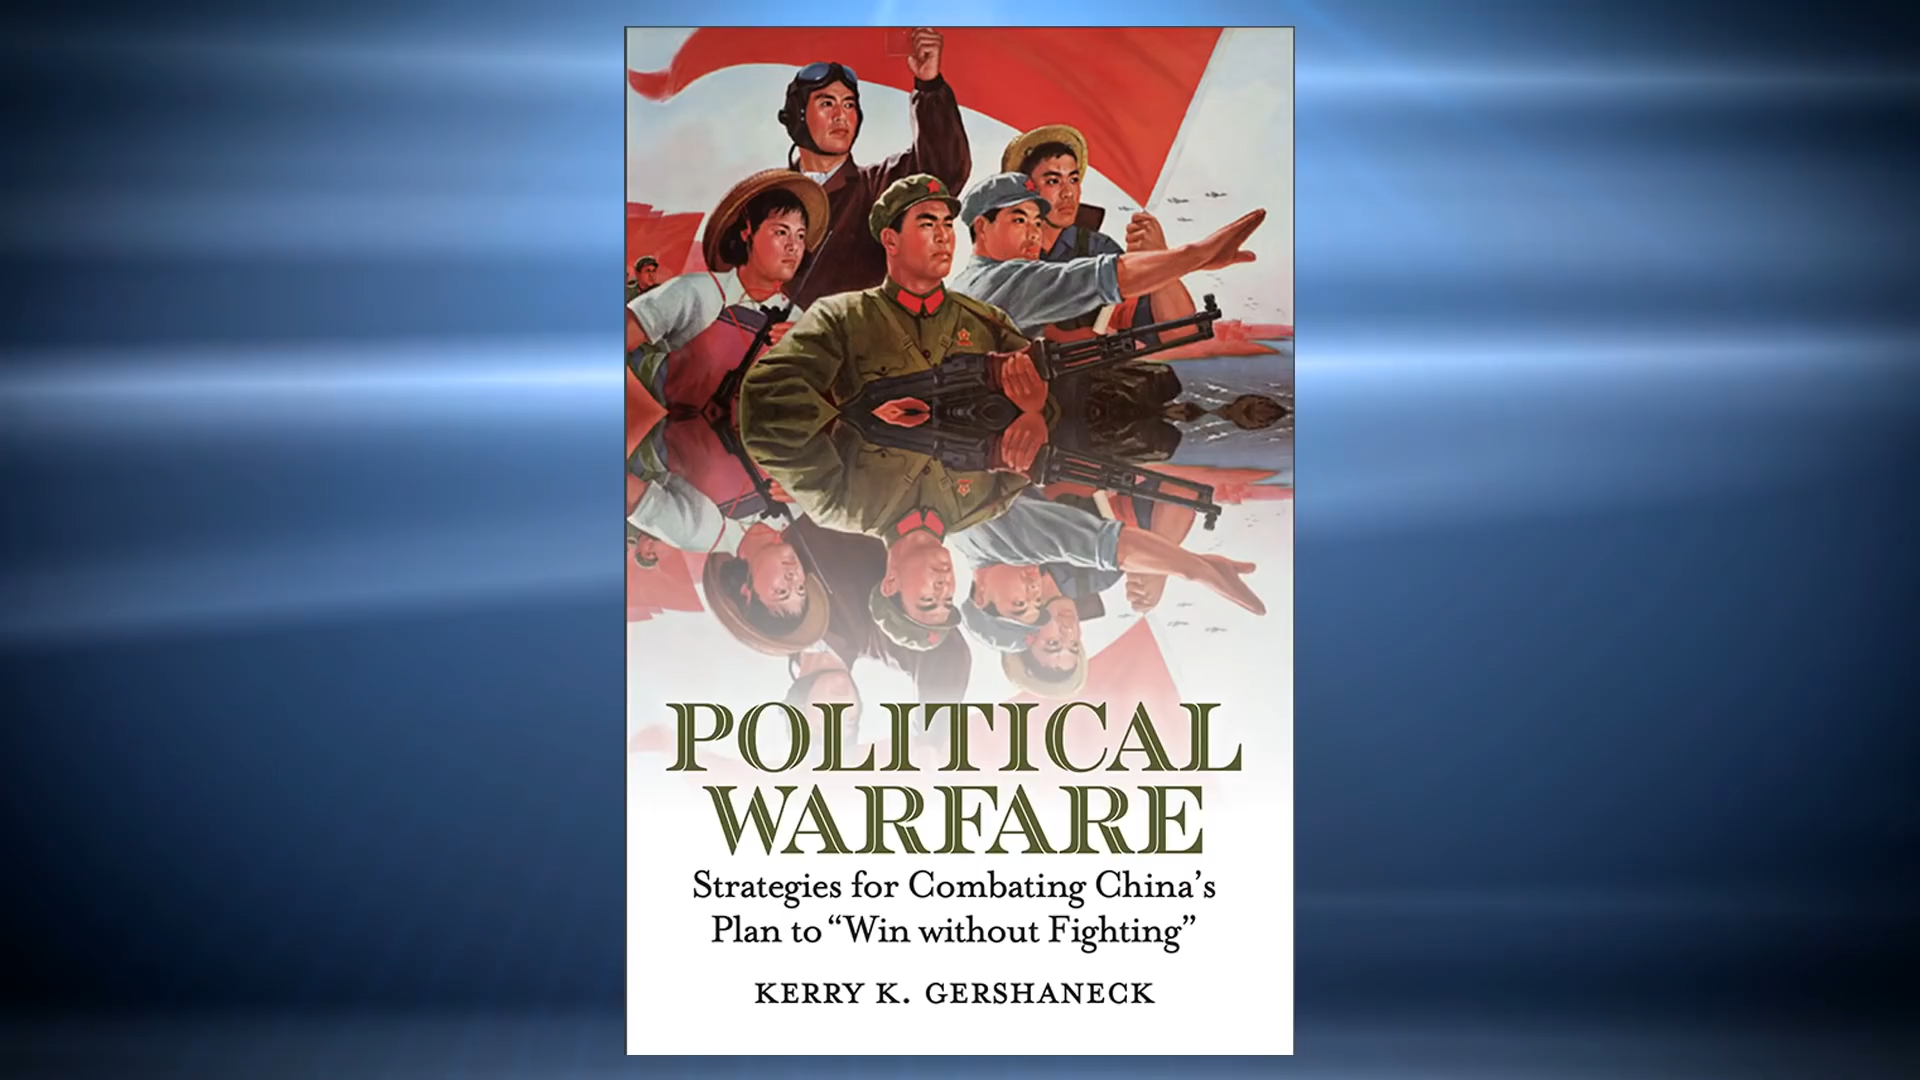 POLITICAL
WARFARE
Strategies for Combating China’s
Plan to “Win without Fighting”
KERRY K. GERSHANECK